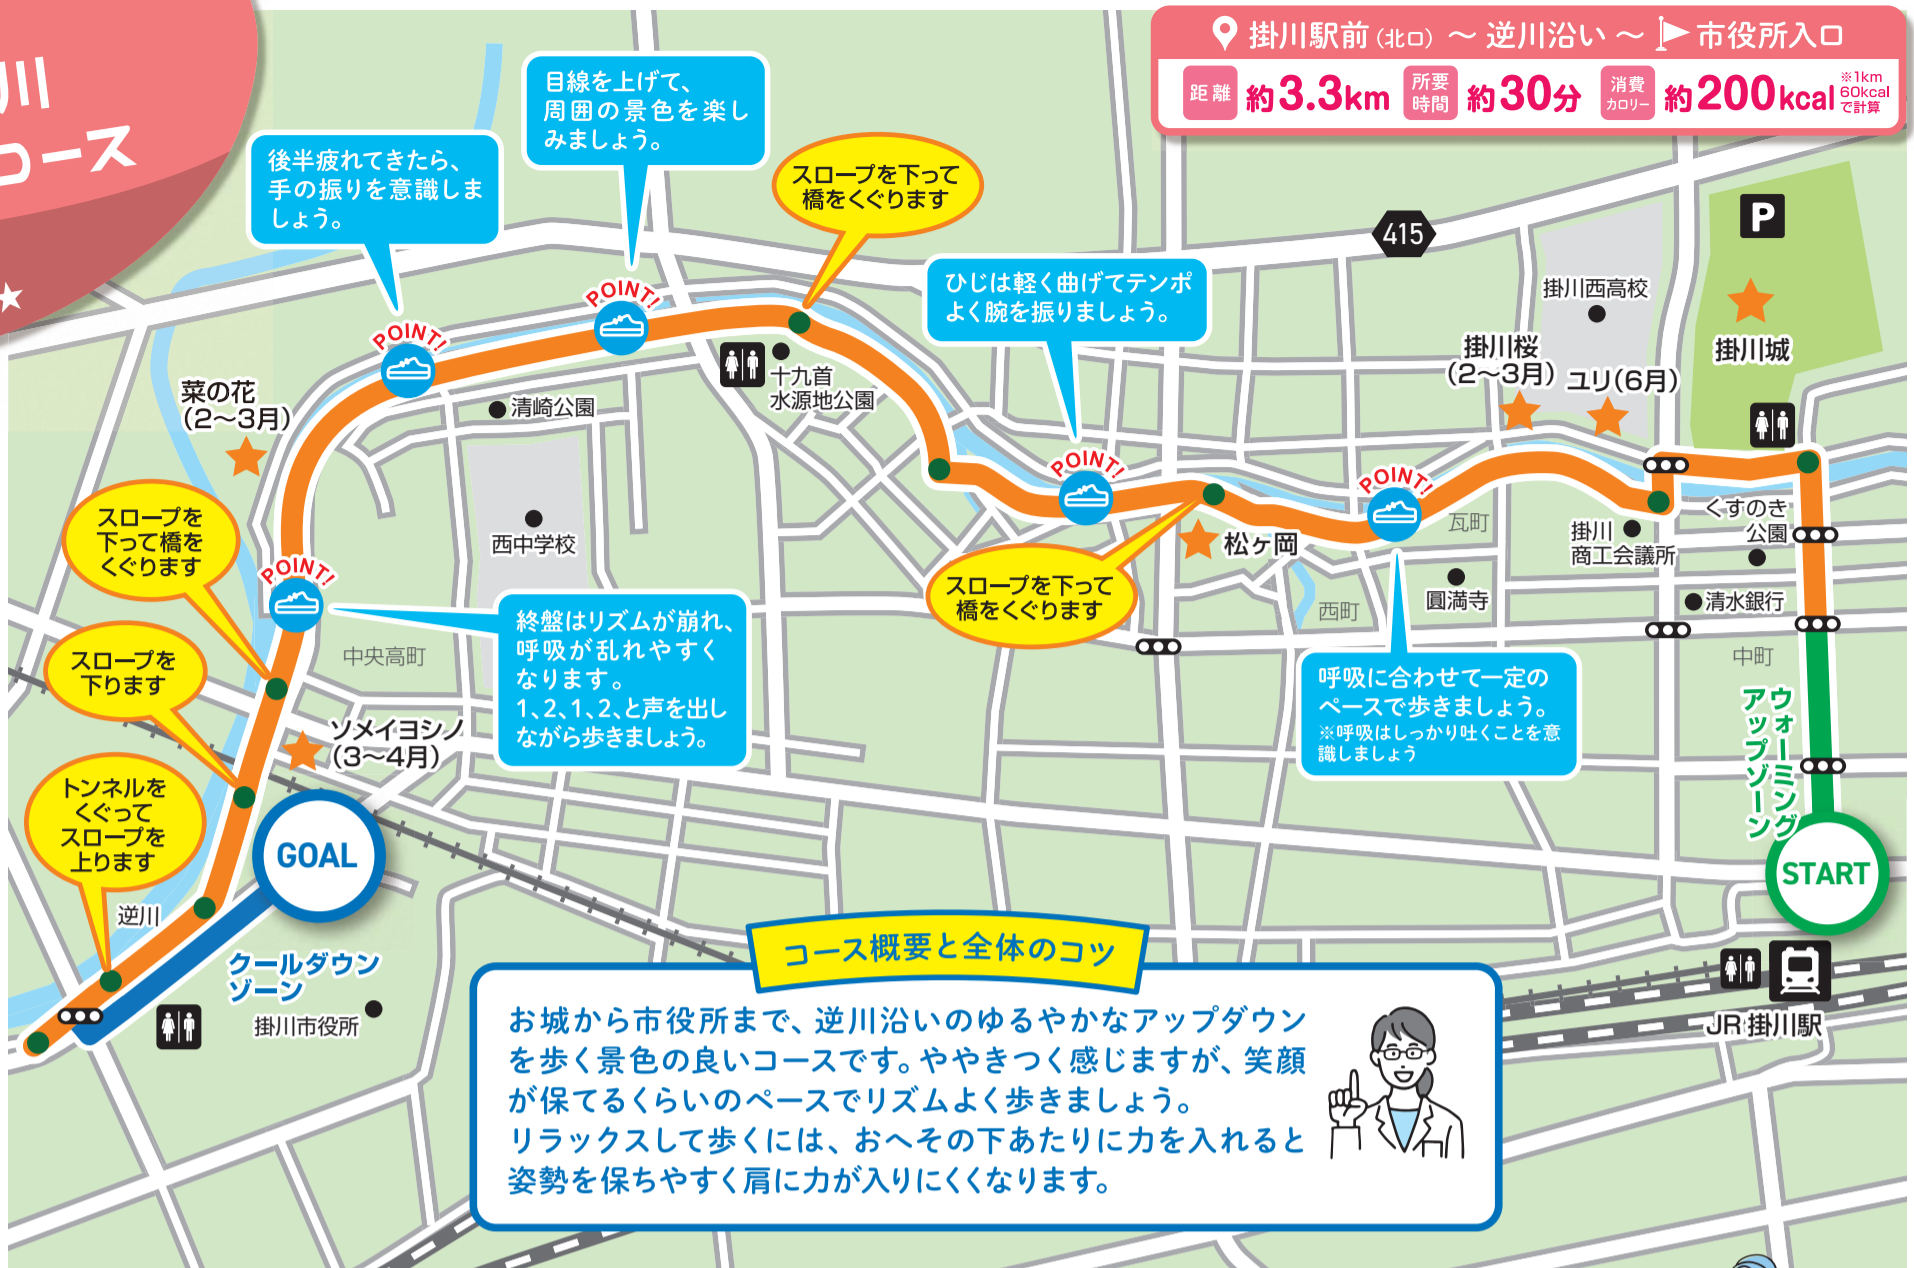 川
コース
掛川駅前（北口）〜 逆川沿い 〜 市役所入口
距離 約3.3km 所要時間 約30分 消費カロリー 約200kcal ※1km 60kcalで計算
目線を上げて、
周囲の景色を楽し
みましょう。
後半疲れてきたら、
手の振りを意識しま
しょう。
スロープを下って
橋をくぐります
ひじは軽く曲げてテンポ
よく腕を振りましょう。
415
P
掛川西高校
掛川城
掛川桜
（2〜3月）
ユリ（6月）
菜の花
（2〜3月）
POINT!
POINT!
POINT!
POINT!
POINT!
清崎公園
十九首
水源地公園
西中学校
スロープを
下って橋を
くぐります
スロープを
下ります
トンネルを
くぐって
スロープを
上ります
終盤はリズムが崩れ、
呼吸が乱れやすく
なります。
1、2、1、2、と声を出し
ながら歩きましょう。
中央高町
ソメイヨシノ
（3〜4月）
スロープを下って
橋をくぐります
松ヶ岡
瓦町
西町
圓満寺
掛川
商工会議所
くすのき
公園
清水銀行
中町
呼吸に合わせて一定の
ペースで歩きましょう。
※呼吸はしっかり吐くことを意
識しましょう
ウォーミング
アップゾーン
START
JR 掛川駅
GOAL
逆川
クールダウン
ゾーン
掛川市役所
コース概要と全体のコツ
お城から市役所まで、逆川沿いのゆるやかなアップダウン
を歩く景色の良いコースです。ややきつく感じますが、笑顔
が保てるくらいのペースでリズムよく歩きましょう。
リラックスして歩くには、おへその下あたりに力を入れると
姿勢を保ちやすく肩に力が入りにくくなります。